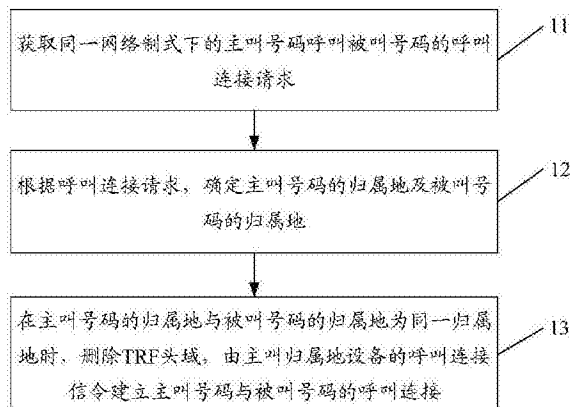 获取同一网络制式下的主叫号码呼叫被叫号码的呼叫
连接请求
11
根据呼叫连接请求，确定主叫号码的归属地及被叫号
码的归属地
12
在主叫号码的归属地与被叫号码的归属地为同一归属
地时，删除TRF头域，由主叫归属地设备的呼叫连接
信令建立主叫号码与被叫号码的呼叫连接
13